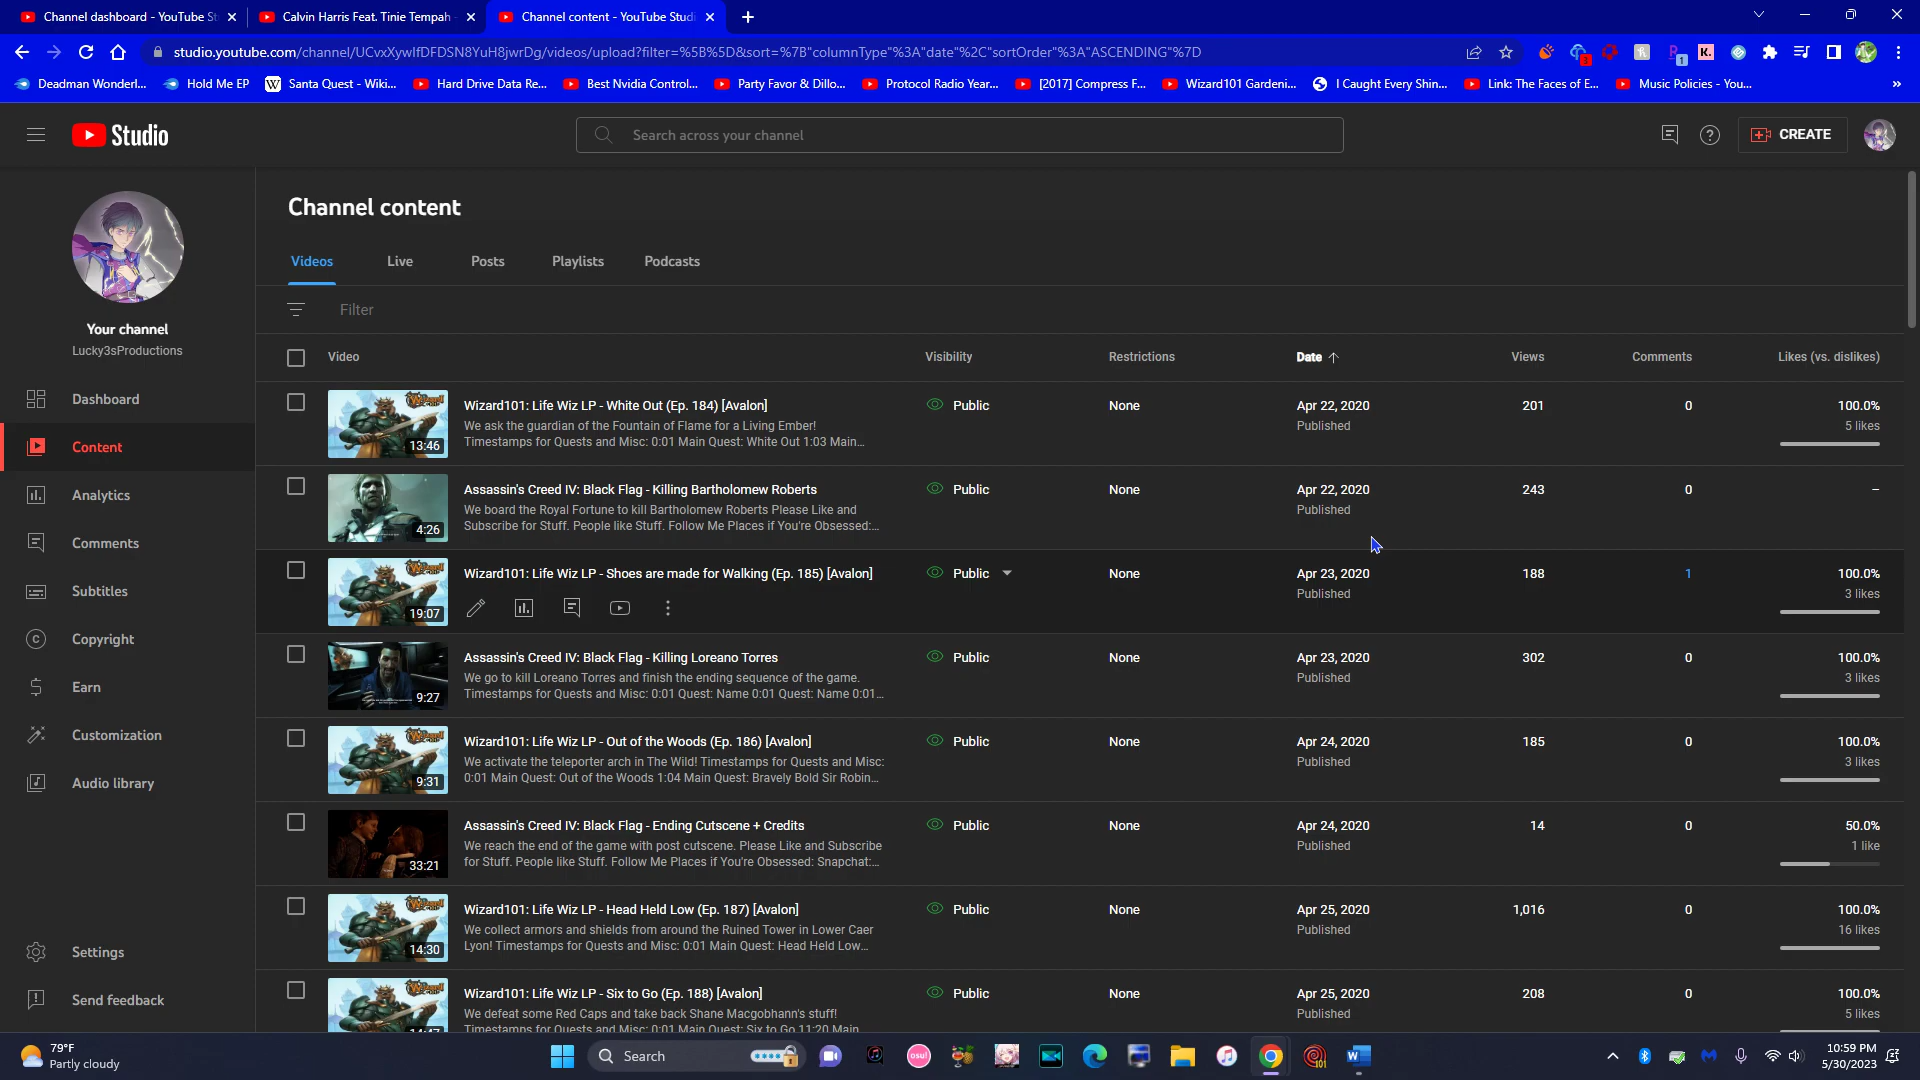 Channel dashboard - YouTube St
Calvin Harris Feat. Tinie Tempah -
Channel content - YouTube Studi
studio.youtube.com/channel/UCvxXywIfDFDSN8YuH8jwrDg/videos/upload?filter=%5B%5D&sort=%7B"columnType"%3A"date"%2C"sortOrder"%3A"ASCENDING"%7D
Deadman Wonderl...
Hold Me EP
Santa Quest - Wiki...
Hard Drive Data Re...
Best Nvidia Control...
Party Favor & Dillo...
Protocol Radio Year...
[2017] Compress F...
Wizard101 Gardeni...
I Caught Every Shin...
Link: The Faces of E...
Music Policies - You...
Studio
Search across your channel
CREATE
Your channel
Lucky3sProductions
Dashboard
Content
Analytics
Comments
Subtitles
Copyright
Earn
Customization
Audio library
Settings
Send feedback
Channel content
Videos Live Posts Playlists Podcasts
Filter
Video Visibility Restrictions Date Views Comments Likes (vs. dislikes)
Wizard101: Life Wiz LP - White Out (Ep. 184) [Avalon] Public None Apr 22, 2020 201 0 100.0%
We ask the guardian of the Fountain of Flame for a Living Ember! Published 5 likes
13:46 Timestamps for Quests and Misc: 0:01 Main Quest: White Out 1:03 Main...
Assassin's Creed IV: Black Flag - Killing Bartholomew Roberts Public None Apr 22, 2020 243 0 –
We board the Royal Fortune to kill Bartholomew Roberts Please Like and Published
4:26 Subscribe for Stuff. People like Stuff. Follow Me Places if You're Obsessed:...
Wizard101: Life Wiz LP - Shoes are made for Walking (Ep. 185) [Avalon] Public None Apr 23, 2020 188 1 100.0%
Published 3 likes
19:07
Assassin's Creed IV: Black Flag - Killing Loreano Torres Public None Apr 23, 2020 302 0 100.0%
We go to kill Loreano Torres and finish the ending sequence of the game. Published 3 likes
9:27 Timestamps for Quests and Misc: 0:01 Quest: Name 0:01 Quest: Name 0:01...
Wizard101: Life Wiz LP - Out of the Woods (Ep. 186) [Avalon] Public None Apr 24, 2020 185 0 100.0%
We activate the teleporter arch in The Wild! Timestamps for Quests and Misc: Published 3 likes
9:31 0:01 Main Quest: Out of the Woods 1:04 Main Quest: Bravely Bold Sir Robin...
Assassin's Creed IV: Black Flag - Ending Cutscene + Credits Public None Apr 24, 2020 14 0 50.0%
We reach the end of the game with post cutscene. Please Like and Subscribe Published 1 like
33:21 for Stuff. People like Stuff. Follow Me Places if You're Obsessed: Snapchat:...
Wizard101: Life Wiz LP - Head Held Low (Ep. 187) [Avalon] Public None Apr 25, 2020 1,016 0 100.0%
We collect armors and shields from around the Ruined Tower in Lower Caer Published 16 likes
14:30 Lyon! Timestamps for Quests and Misc: 0:01 Main Quest: Head Held Low...
Wizard101: Life Wiz LP - Six to Go (Ep. 188) [Avalon] Public None Apr 25, 2020 208 0 100.0%
We defeat some Red Caps and take back Shane Macgobhann's stuff! Published 5 likes
Timestamps for Quests and Misc: 0:01 Main Quest: Six to Go 11:20 Main
79°F
Partly cloudy
Search
10:59 PM
5/30/2023